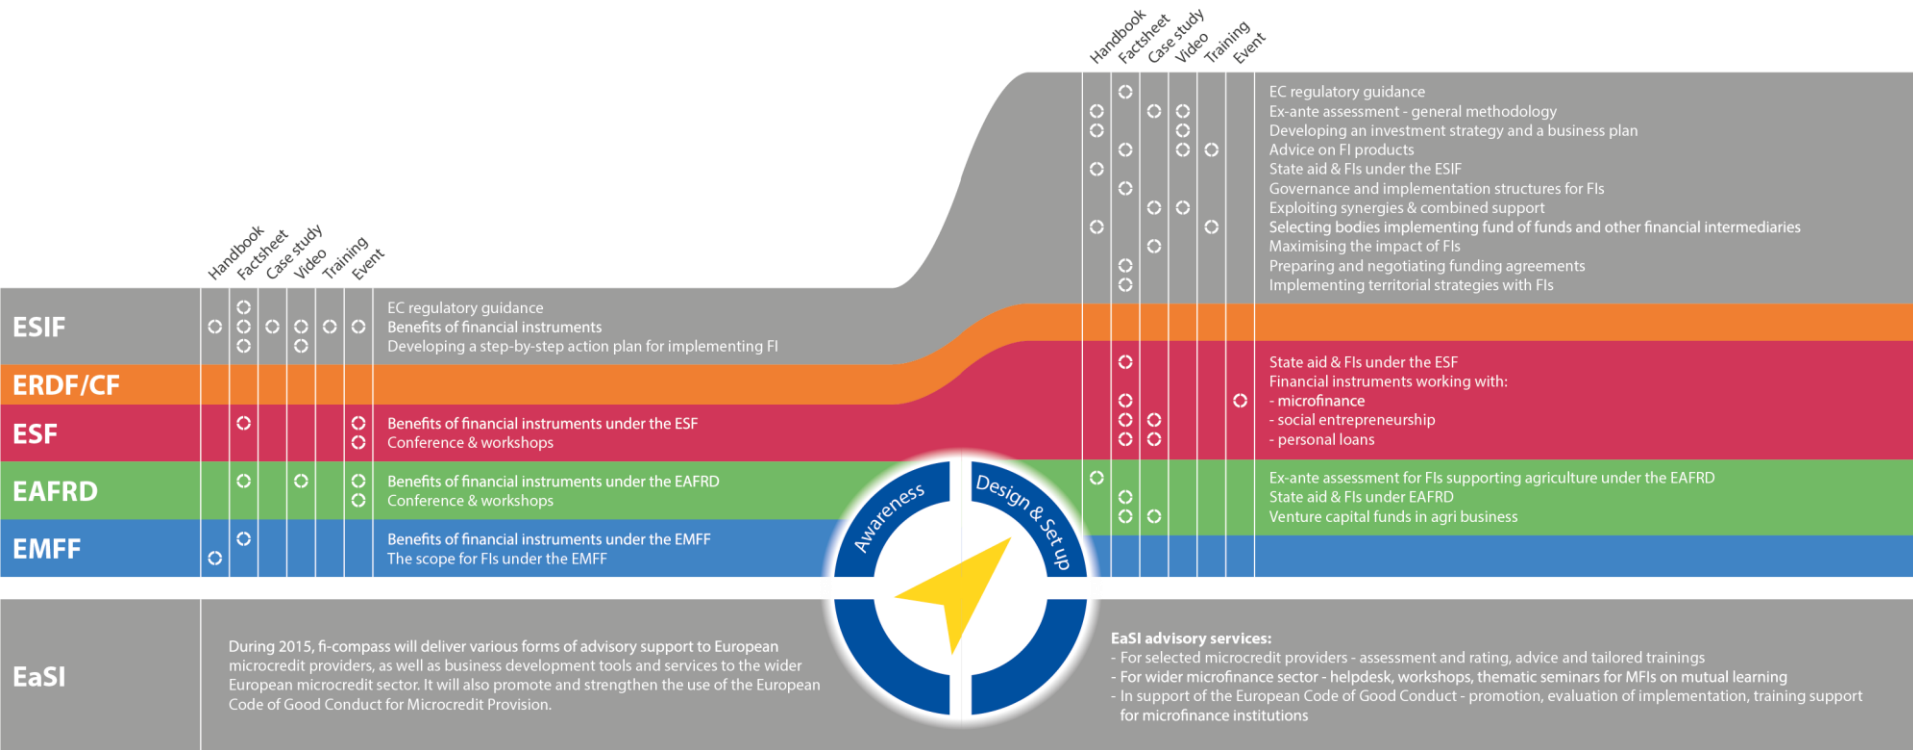 Handbook
Factsheet
Case study
Video
Training
Event
EC regulatory guidance
Ex-ante assessment - general methodology
Developing an investment strategy and a business plan
Advice on FI products
State aid & FIs under the ESIF
Governance and implementation structures for FIs
Exploiting synergies & combined support
Selecting bodies implementing fund of funds and other financial intermediaries
Maximising the impact of FIs
Preparing and negotiating funding agreements
Implementing territorial strategies with FIs
Handbook
Factsheet
Case study
Video
Training
Event
ESIF
EC regulatory guidance
Benefits of financial instruments
Developing a step-by-step action plan for implementing FI
ERDF/CF
ESF
Benefits of financial instruments under the ESF
Conference & workshops
State aid & FIs under the ESF
Financial instruments working with:
- microfinance
- social entrepreneurship
- personal loans
EAFRD
Benefits of financial instruments under the EAFRD
Conference & workshops
Ex-ante assessment for FIs supporting agriculture under the EAFRD
State aid & FIs under EAFRD
Venture capital funds in agri business
EMFF
Benefits of financial instruments under the EMFF
The scope for FIs under the EMFF
Awareness
Design & Set up
EaSI
During 2015, fi-compass will deliver various forms of advisory support to European
microcredit providers, as well as business development tools and services to the wider
European microcredit sector. It will also promote and strengthen the use of the European
Code of Good Conduct for Microcredit Provision.
EaSI advisory services:
- For selected microcredit providers - assessment and rating, advice and tailored trainings
- For wider microfinance sector - helpdesk, workshops, thematic seminars for MFIs on mutual learning
- In support of the European Code of Good Conduct - promotion, evaluation of implementation, training support
for microfinance institutions